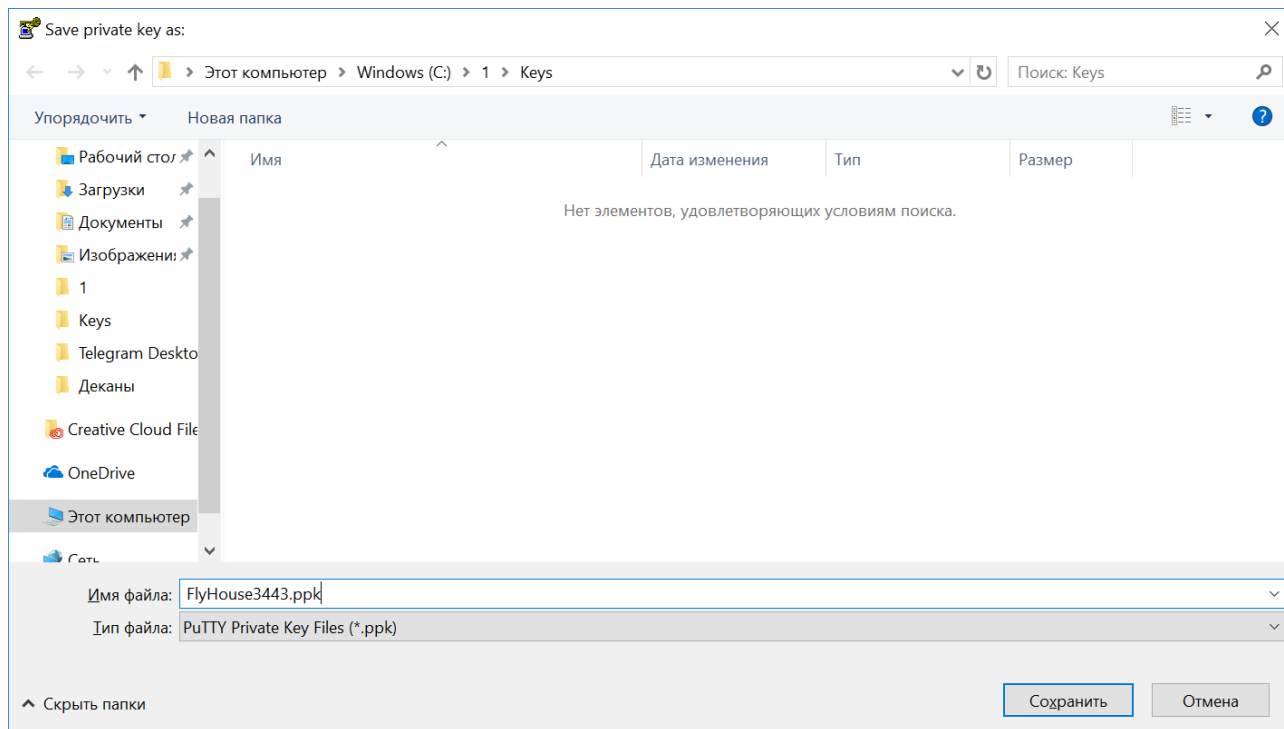 Save private key as:
Этот компьютер > Windows (C:) > 1 > Keys
Поиск: Keys
Упорядочить
Новая папка
Рабочий стол
Загрузки
Документы
Изображения
1
Keys
Telegram Deskto
Деканы
Creative Cloud File
OneDrive
Этот компьютер
Сеть
Имя
Дата изменения
Тип
Размер
Нет элементов, удовлетворяющих условиям поиска.
Имя файла: FlyHouse3443.ppk
Тип файла: PuTTY Private Key Files (*.ppk)
Скрыть папки
Сохранить
Отмена